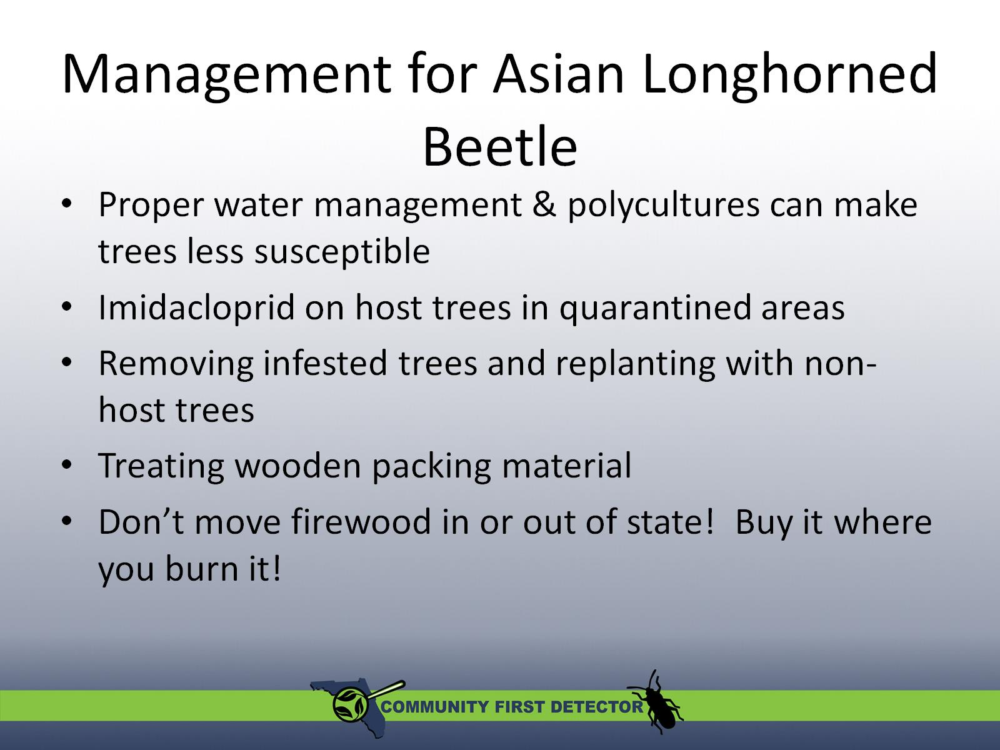 Management for Asian Longhorned
Beetle
• Proper water management & polycultures can make
trees less susceptible
• Imidacloprid on host trees in quarantined areas
• Removing infested trees and replanting with non-
host trees
• Treating wooden packing material
• Don’t move firewood in or out of state!  Buy it where
you burn it!
COMMUNITY FIRST DETECTOR